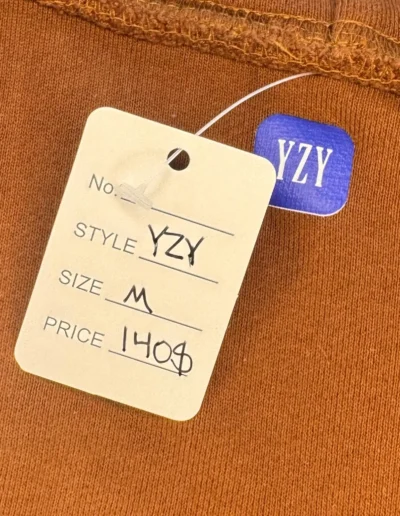 YZY
No.
STYLE YZY
SIZE M
PRICE 140$